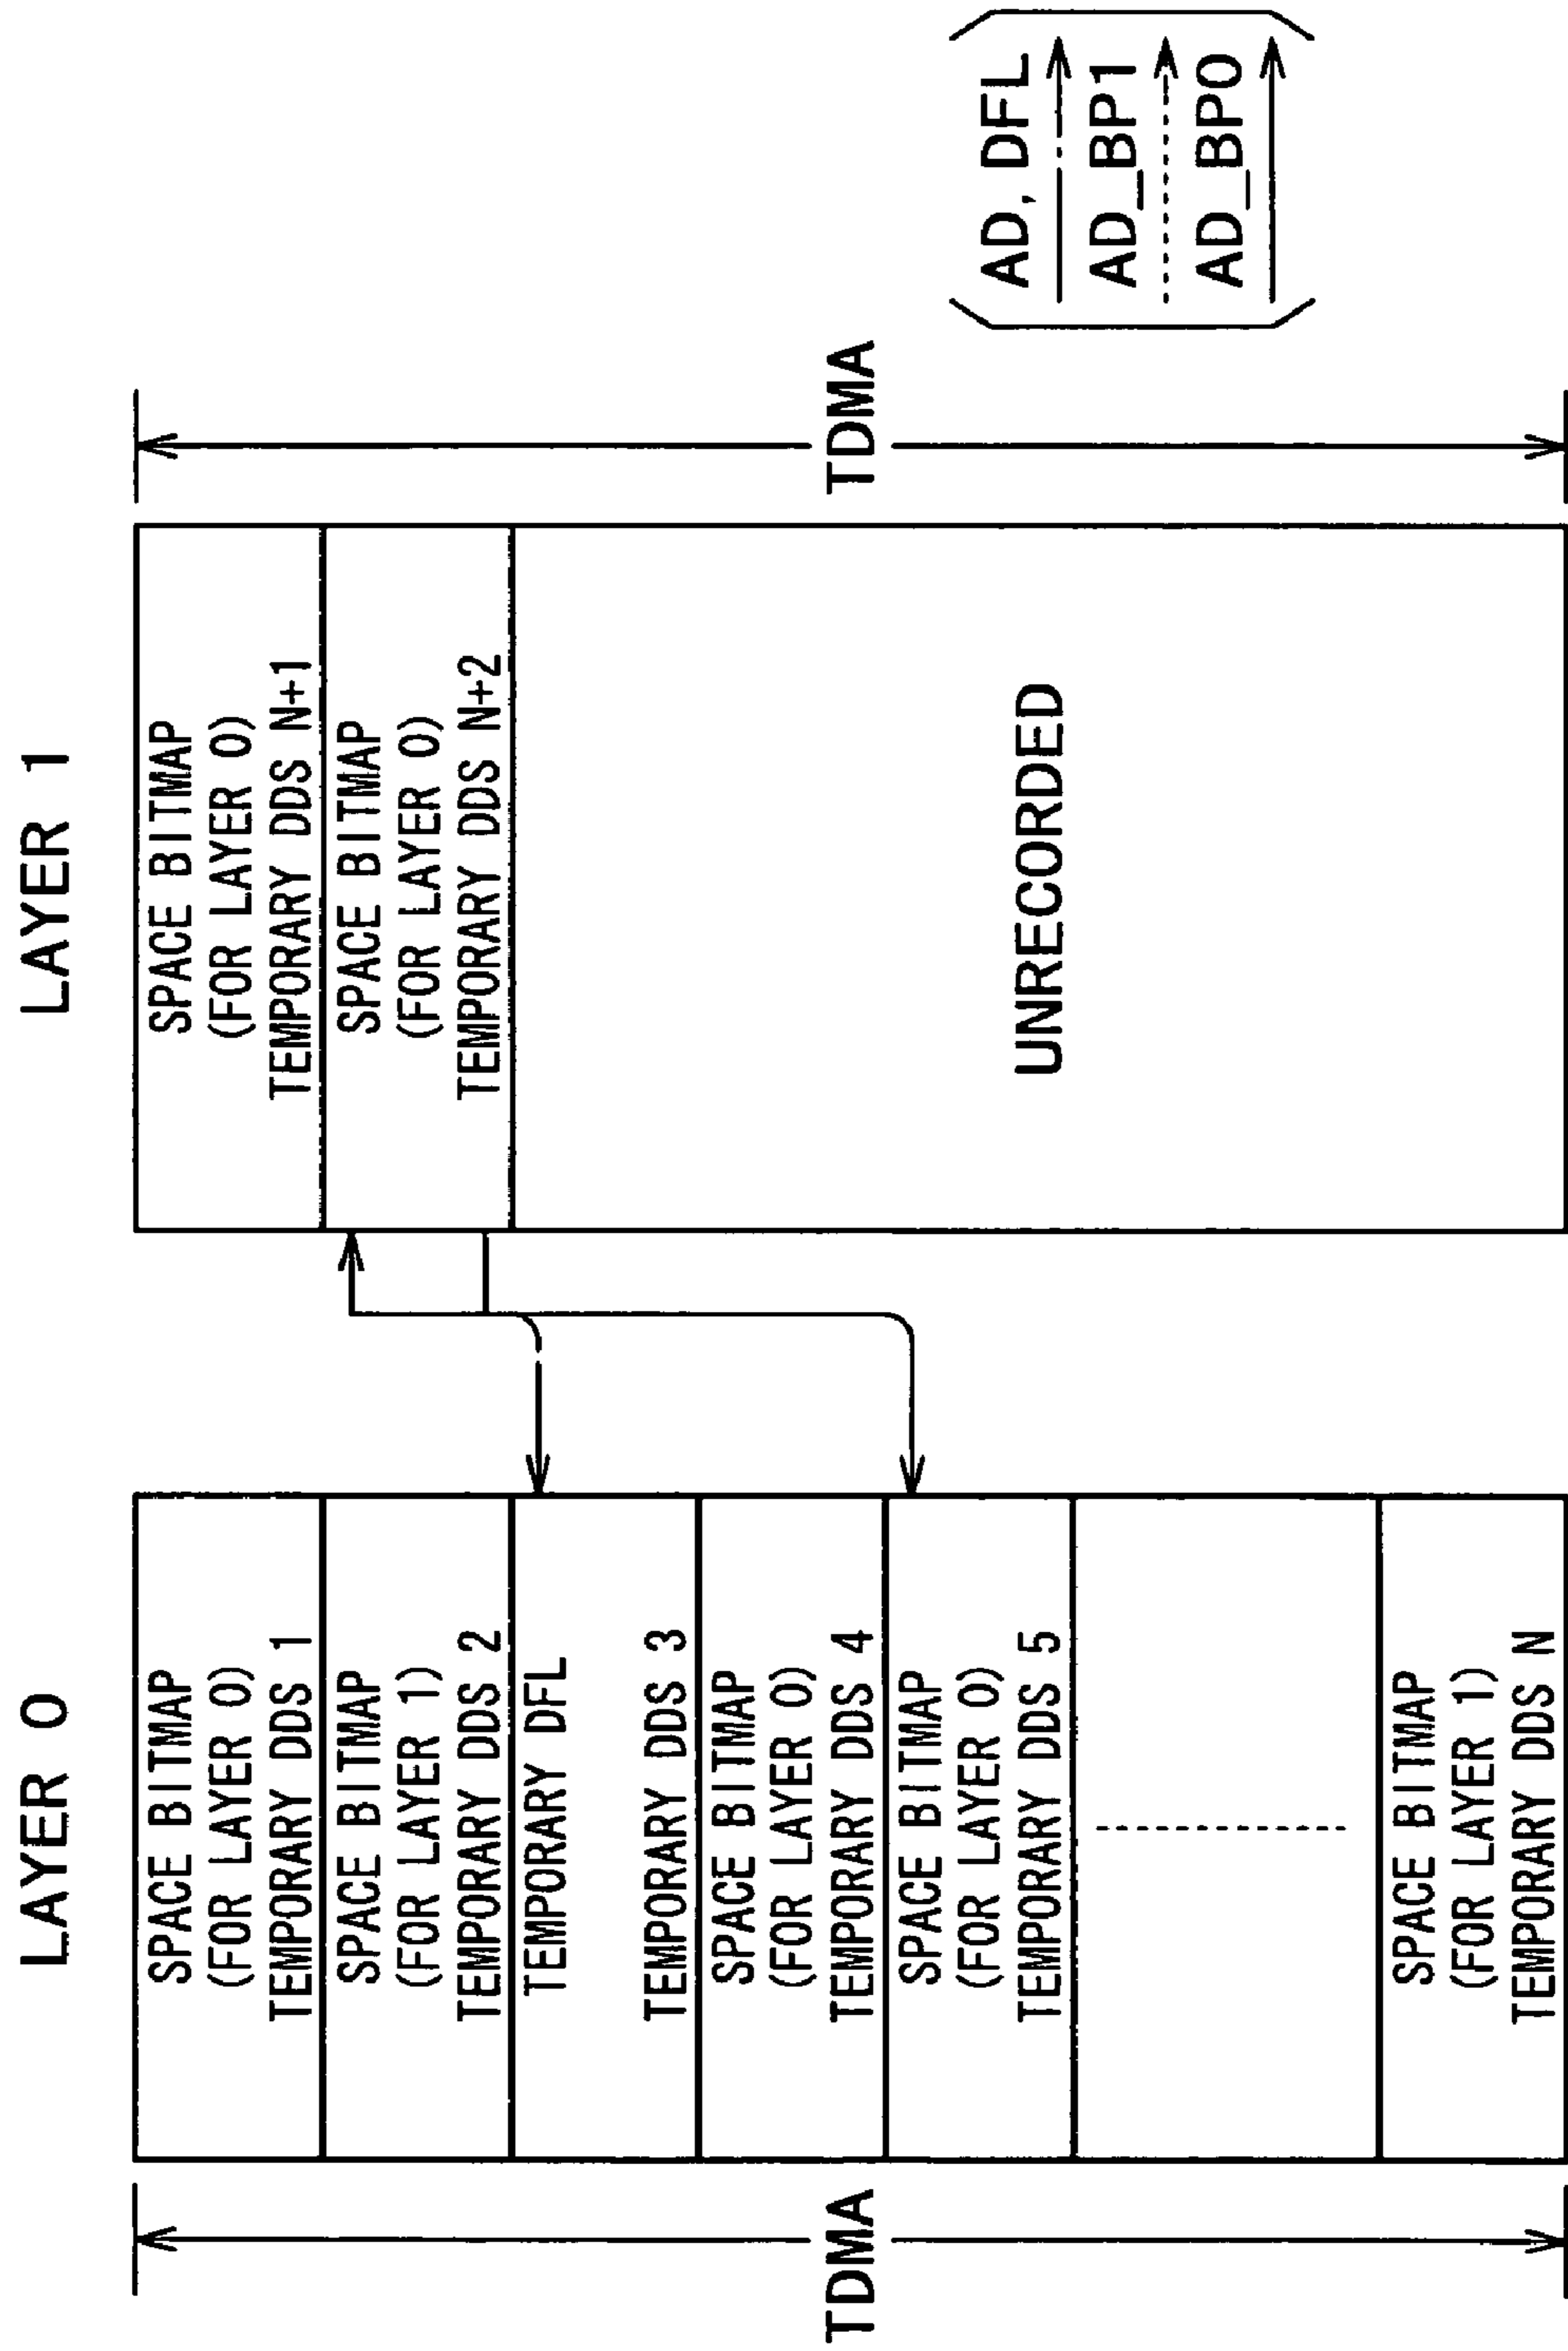 LAYER 0
TDMA
SPACE BITMAP
(FOR LAYER 0)
TEMPORARY DDS 1
SPACE BITMAP
(FOR LAYER 1)
TEMPORARY DDS 2
TEMPORARY DFL
TEMPORARY DDS 3
SPACE BITMAP
(FOR LAYER 0)
TEMPORARY DDS 4
SPACE BITMAP
(FOR LAYER 0)
TEMPORARY DDS 5
SPACE BITMAP
(FOR LAYER 1)
TEMPORARY DDS N
LAYER 1
SPACE BITMAP
(FOR LAYER 0)
TEMPORARY DDS N+1
SPACE BITMAP
(FOR LAYER 0)
TEMPORARY DDS N+2
UNRECORDED
TDMA
AD, DFL
AD_BP1
AD_BP0